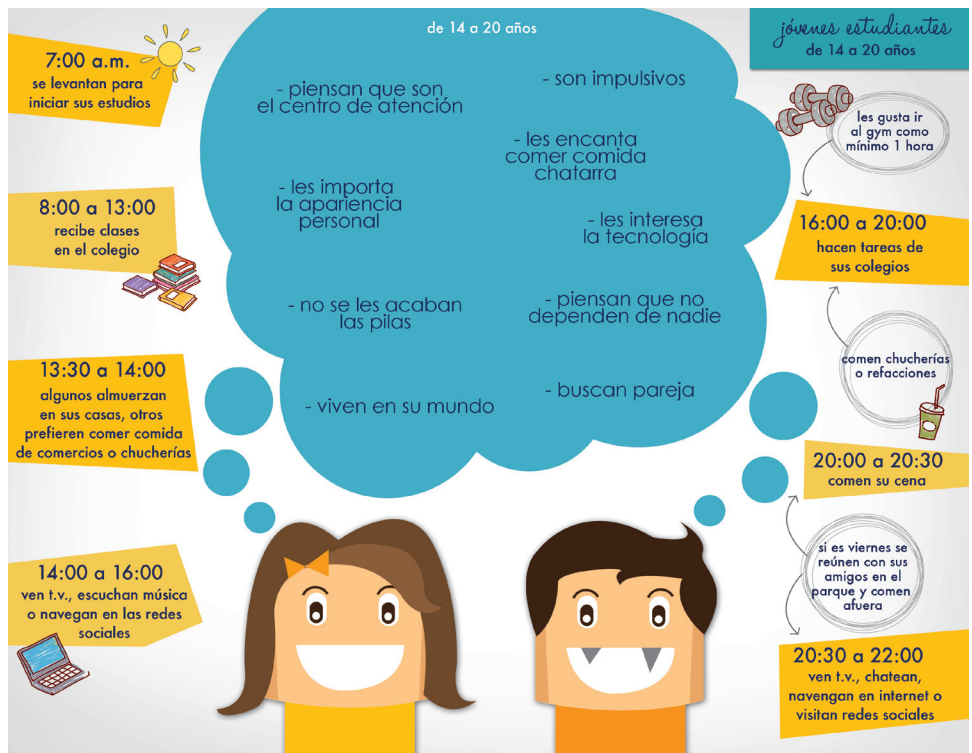 de 14 a 20 años
jóvenes estudiantes
de 14 a 20 años
7:00 a.m.
se levantan para
iniciar sus estudios
8:00 a 13:00
recibe clases
en el colegio
13:30 a 14:00
algunos almuerzan
en sus casas, otros
prefieren comer comida
de comercios o chucherías
14:00 a 16:00
ven t.v., escuchan música
o navegan en las redes
sociales
- piensan que son
el centro de atención
- son impulsivos
- les encanta
comer comida
chatarra
- les importa
la apariencia
personal
- les interesa
la tecnología
- no se les acaban
las pilas
- piensan que no
dependen de nadie
- viven en su mundo
- buscan pareja
les gusta ir
al gym como
mínimo 1 hora
16:00 a 20:00
hacen tareas de
sus colegios
comen chucherías
o refacciones
20:00 a 20:30
comen su cena
si es viernes se
reúnen con sus
amigos en el
parque y comen
afuera
20:30 a 22:00
ven t.v., chatean,
navengan en internet o
visitan redes sociales